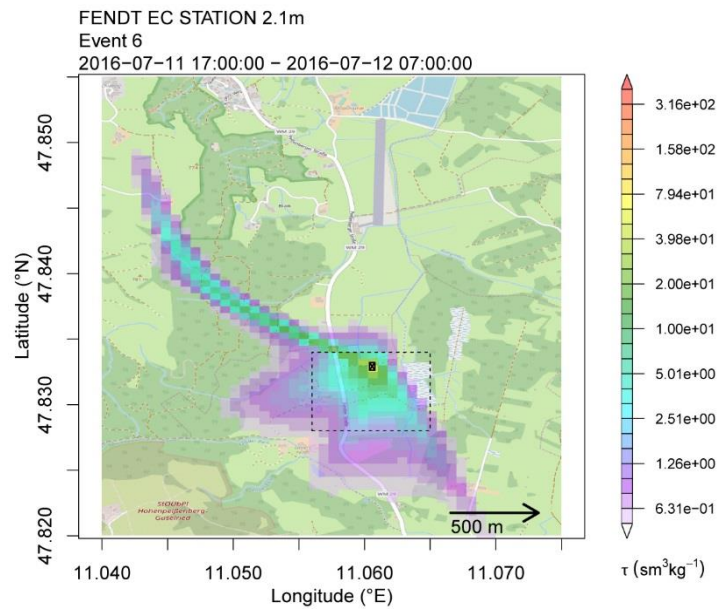 FENDT EC STATION 2.1m
Event 6
2016−07−11 17:00:00 − 2016−07−12 07:00:00
47.850
47.840
47.830
47.820
Latitude (°N)
11.040
11.050
11.060
11.070
Longitude (°E)
500 m
3.16e+02
1.58e+02
7.94e+01
3.98e+01
2.00e+01
1.00e+01
5.01e+00
2.51e+00
1.26e+00
6.31e−01
τ (sm³kg⁻¹)